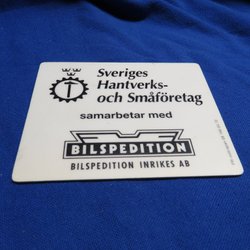 Sveriges
Hantverks-
och Småföretag
samarbetar med
BILSPEDITION
BILSPEDITION INRIKES AB